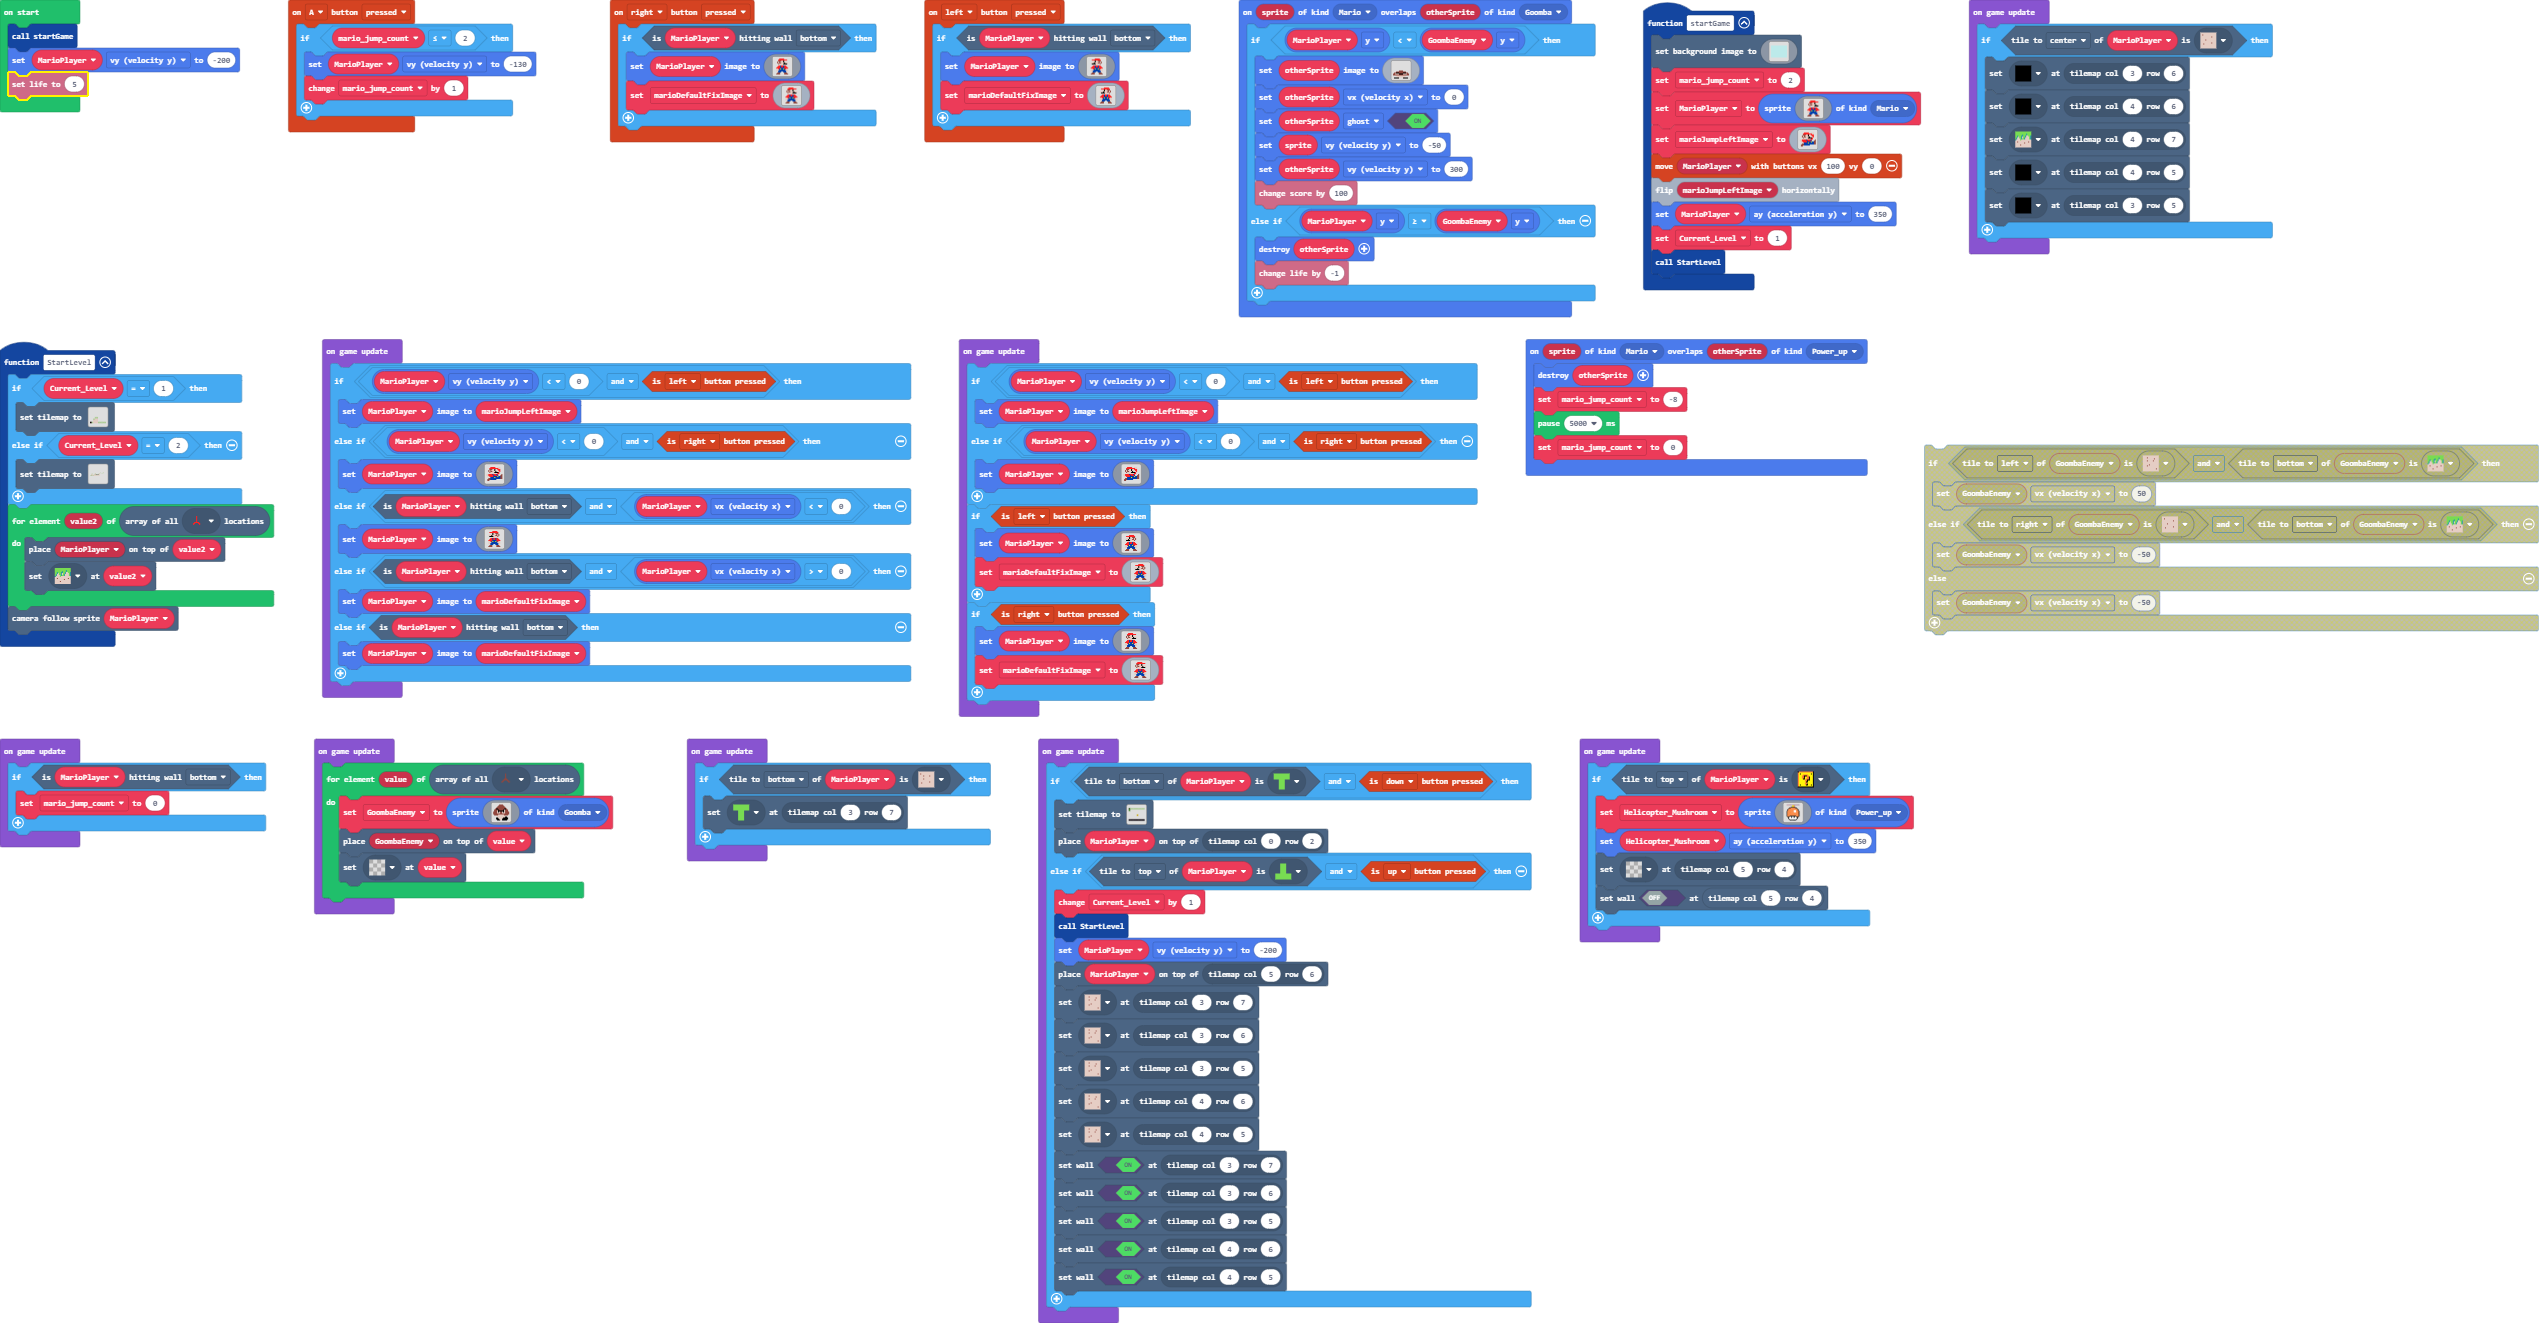 on start
call startGame
set MarioPlayer vy (velocity y) to -200
set life to 5
on A button pressed
if mario_jump_count ≤ 2 then
set MarioPlayer vy (velocity y) to -130
change mario_jump_count by 1
on right button pressed
if is MarioPlayer hitting wall bottom then
set MarioPlayer image to
set marioDefaultFixImage to
on left button pressed
if is MarioPlayer hitting wall bottom then
set MarioPlayer image to
set marioDefaultFixImage to
on sprite of kind Mario overlaps otherSprite of kind Goomba
if MarioPlayer y < GoombaEnemy y then
set otherSprite image to
set otherSprite vx (velocity x) to 0
set otherSprite ghost ON
set sprite vy (velocity y) to -50
set otherSprite vy (velocity y) to 300
change score by 100
else if MarioPlayer y ≥ GoombaEnemy y then
destroy otherSprite
change life by -1
function startGame
set background image to
set mario_jump_count to 2
set MarioPlayer to sprite of kind Mario
set marioJumpLeftImage to
move MarioPlayer with buttons vx 100 vy 0
flip marioJumpLeftImage horizontally
set MarioPlayer ay (acceleration y) to 350
set Current_Level to 1
call StartLevel
on game update
if tile to center of MarioPlayer is then
set at tilemap col 3 row 6
set at tilemap col 4 row 6
set at tilemap col 4 row 7
set at tilemap col 4 row 5
set at tilemap col 3 row 5
function StartLevel
if Current_Level = 1 then
set tilemap to
else if Current_Level = 2 then
set tilemap to
for element value2 of array of all locations
do place MarioPlayer on top of value2
set at value2
camera follow sprite MarioPlayer
on game update
if MarioPlayer vy (velocity y) < 0 and is left button pressed then
set MarioPlayer image to marioJumpLeftImage
else if MarioPlayer vy (velocity y) < 0 and is right button pressed then
set MarioPlayer image to
else if is MarioPlayer hitting wall bottom and MarioPlayer vx (velocity x) < 0 then
set MarioPlayer image to
else if is MarioPlayer hitting wall bottom and MarioPlayer vx (velocity x) > 0 then
set MarioPlayer image to marioDefaultFixImage
else if is MarioPlayer hitting wall bottom then
set MarioPlayer image to marioDefaultFixImage
on game update
if MarioPlayer vy (velocity y) < 0 and is left button pressed then
set MarioPlayer image to marioJumpLeftImage
else if MarioPlayer vy (velocity y) < 0 and is right button pressed then
set MarioPlayer image to
if is left button pressed then
set MarioPlayer image to
set marioDefaultFixImage to
if is right button pressed then
set MarioPlayer image to
set marioDefaultFixImage to
on sprite of kind Mario overlaps otherSprite of kind Power_up
destroy otherSprite
set mario_jump_count to -8
pause 5000 ms
set mario_jump_count to 0
if tile to left of GoombaEnemy is and tile to bottom of GoombaEnemy is then
set GoombaEnemy vx (velocity x) to 50
else if tile to right of GoombaEnemy is and tile to bottom of GoombaEnemy is then
set GoombaEnemy vx (velocity x) to -50
else
set GoombaEnemy vx (velocity x) to -50
on game update
if is MarioPlayer hitting wall bottom then
set mario_jump_count to 0
on game update
for element value of array of all locations
do set GoombaEnemy to sprite of kind Goomba
place GoombaEnemy on top of value
set at value
on game update
if tile to bottom of MarioPlayer is then
set at tilemap col 3 row 7
on game update
if tile to bottom of MarioPlayer is and is down button pressed then
set tilemap to
place MarioPlayer on top of tilemap col 0 row 2
else if tile to top of MarioPlayer is and is up button pressed then
change Current_Level by 1
call StartLevel
set MarioPlayer vy (velocity y) to -200
place MarioPlayer on top of tilemap col 5 row 6
set at tilemap col 3 row 7
set at tilemap col 3 row 6
set at tilemap col 3 row 5
set at tilemap col 4 row 6
set at tilemap col 4 row 5
set wall ON at tilemap col 3 row 7
set wall ON at tilemap col 3 row 6
set wall ON at tilemap col 3 row 5
set wall ON at tilemap col 4 row 6
set wall ON at tilemap col 4 row 5
on game update
if tile to top of MarioPlayer is ? then
set Helicopter_Mushroom to sprite of kind Power_up
set Helicopter_Mushroom ay (acceleration y) to 350
set at tilemap col 5 row 4
set wall OFF at tilemap col 5 row 4